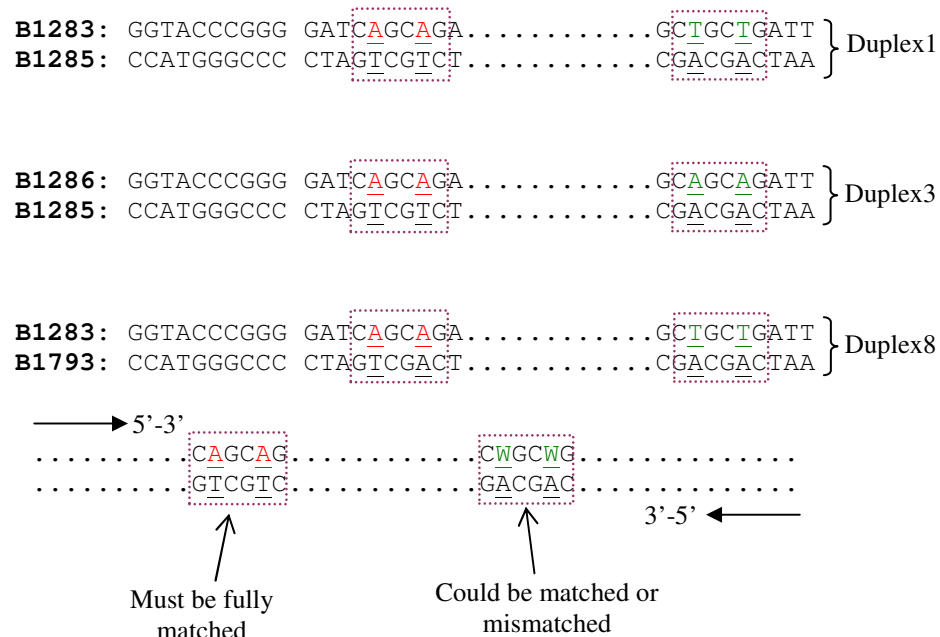 B1283: GGTACCCGGG GATCAGCAGA...........GCTGCTGATT
B1285: CCATGGGCCC CTAGTCGTCT............CGACGACTAA
Duplex1
B1286: GGTACCCGGG GATCAGCAGA............GCAGCAGATT
B1285: CCATGGGCCC CTAGTCGTCT............CGACGACTAA
Duplex3
B1283: GGTACCCGGG GATCAGCAGA............GCTGCTGATT
B1793: CCATGGGCCC CTAGTCGACT............CGACGACTAA
Duplex8
5’-3’
..........CAGCAG............CWGCWG..............
..........GTCGTC............GACGAC..............
3’-5’
Must be fully
matched
Could be matched or
mismatched